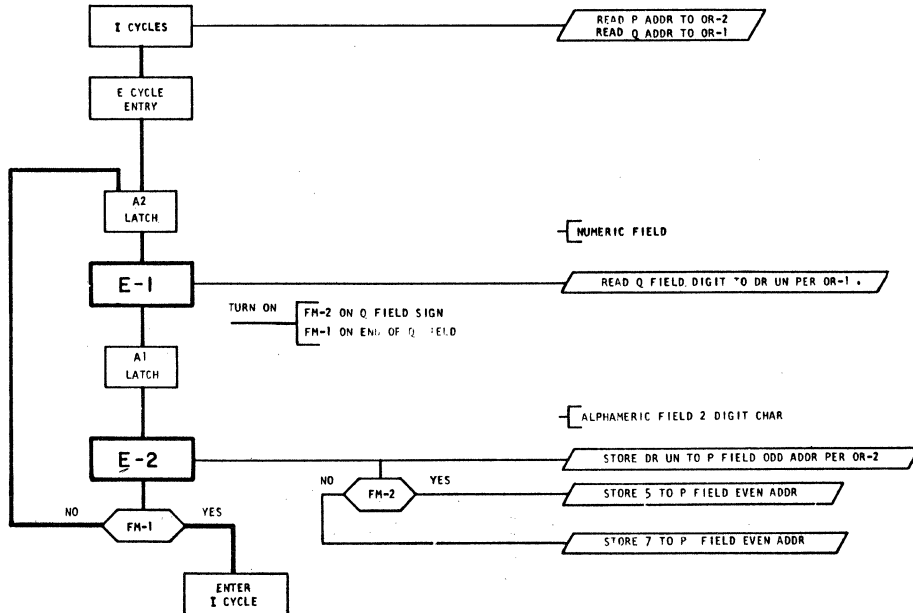 I CYCLES
READ P ADDR TO OR-2
READ Q ADDR TO OR-1
E CYCLE
ENTRY
A2
LATCH
NUMERIC FIELD
E-1
READ Q FIELD DIGIT TO DR UN PER OR-1.
TURN ON
FM-2 ON Q FIELD SIGN
FM-1 ON END OF Q FIELD
A1
LATCH
ALPHAMERIC FIELD 2 DIGIT CHAR
E-2
STORE DR UN TO P FIELD ODD ADDR PER OR-2
NO
FM-2
YES
STORE 5 TO P FIELD EVEN ADDR
NO
FM-1
YES
STORE 7 TO P FIELD EVEN ADDR
ENTER
I CYCLE